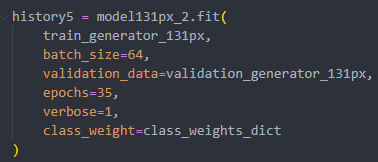 history5 = model131px_2.fit(
    train_generator_131px,
    batch_size=64,
    validation_data=validation_generator_131px,
    epochs=35,
    verbose=1,
    class_weight=class_weights_dict
)